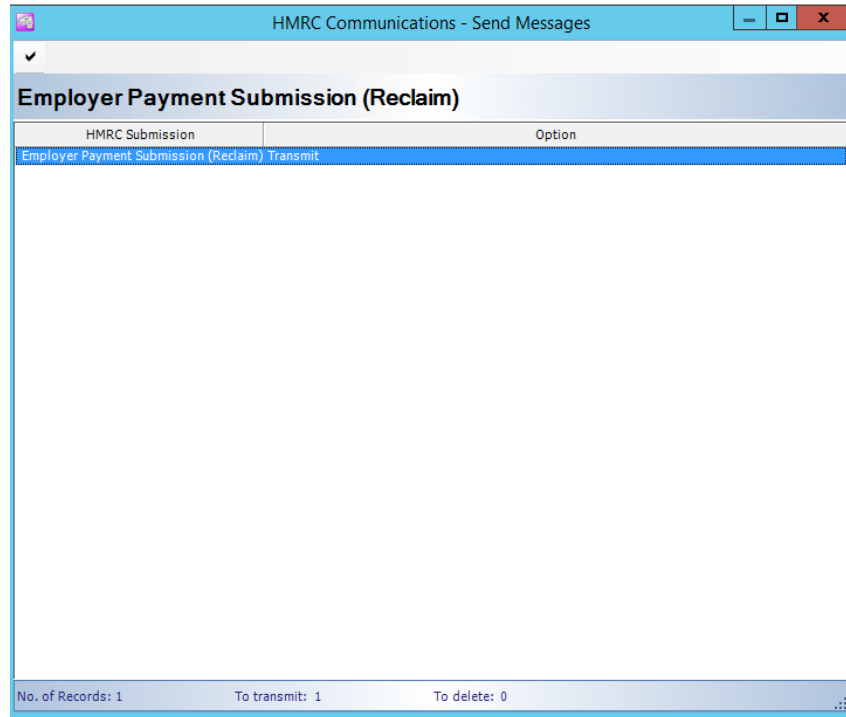 HMRC Communications - Send Messages
Employer Payment Submission (Reclaim)
HMRC Submission Option
Employer Payment Submission (Reclaim) Transmit
No. of Records: 1 To transmit: 1 To delete: 0